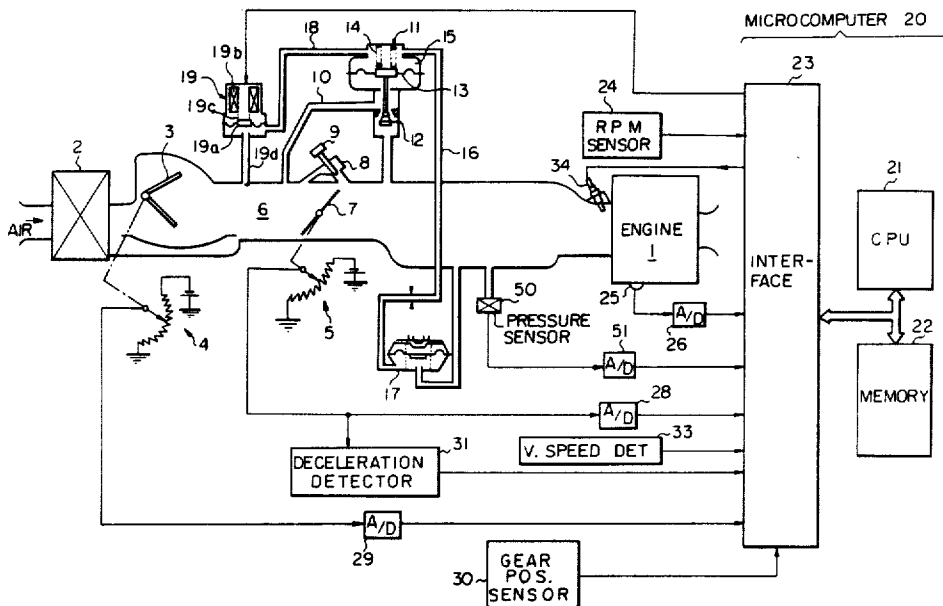 MICROCOMPUTER 20
18
14
11
15
23
19b
19
10
13
24
19c
RPM
SENSOR
3
9
12
2
19a
19d
8
16
34
21
7
CPU
6
AIR
ENGINE
1
INTER-
FACE
25
50
A/D
5
PRESSURE
SENSOR
26
22
4
51
A/D
MEMORY
17
28
A/D
33
31
V. SPEED DET
DECELERATION
DETECTOR
A/D
29
GEAR
POS.
SENSOR
30